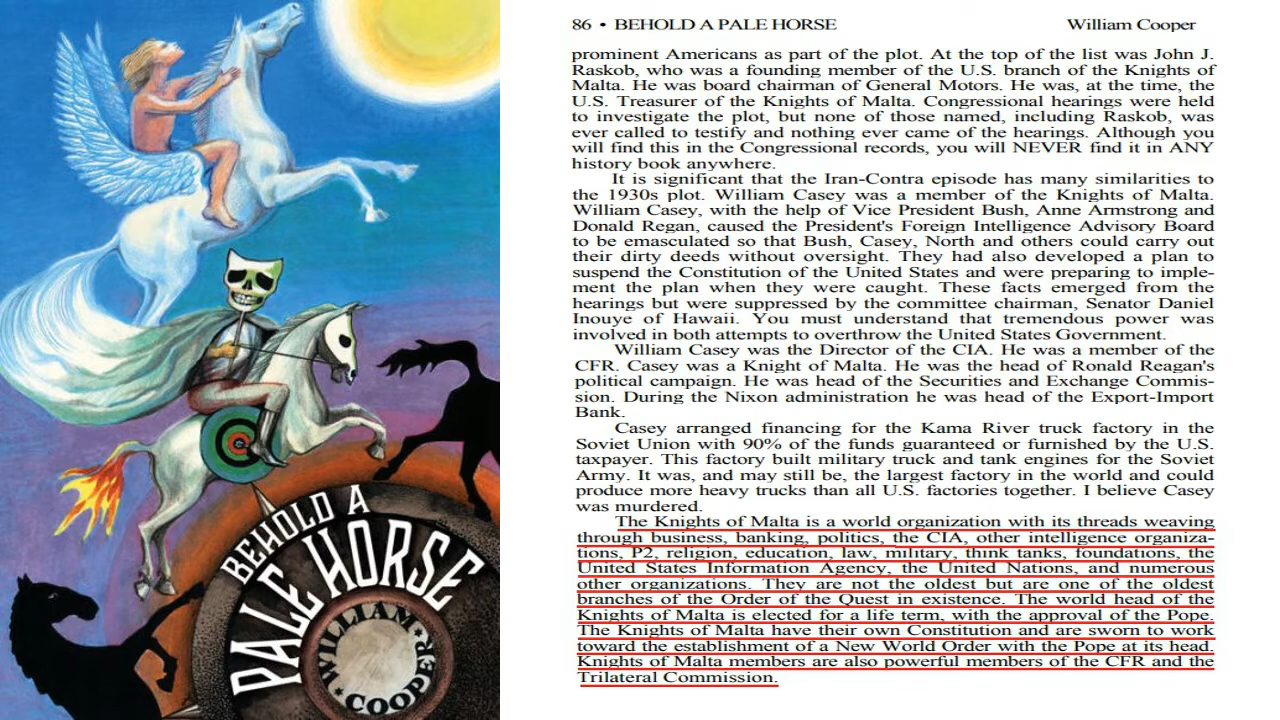 BEHOLD A
PALE HORSE
WILLIAM
COOPER
86 • BEHOLD A PALE HORSE William Cooper
prominent Americans as part of the plot. At the top of the list was John J.
Raskob, who was a founding member of the U.S. branch of the Knights of
Malta. He was board chairman of General Motors. He was, at the time, the
U.S. Treasurer of the Knights of Malta. Congressional hearings were held
to investigate the plot, but none of those named, including Raskob, was
ever called to testify and nothing ever came of the hearings. Although you
will find this in the Congressional records, you will NEVER find it in ANY
history book anywhere.
It is significant that the Iran-Contra episode has many similarities to
the 1930s plot. William Casey was a member of the Knights of Malta.
William Casey, with the help of Vice President Bush, Anne Armstrong and
Donald Regan, caused the President's Foreign Intelligence Advisory Board
to be emasculated so that Bush, Casey, North and others could carry out
their dirty deeds without oversight. They had also developed a plan to
suspend the Constitution of the United States and were preparing to imple-
ment the plan when they were caught. These facts emerged from the
hearings but were suppressed by the committee chairman, Senator Daniel
Inouye of Hawaii. You must understand that tremendous power was
involved in both attempts to overthrow the United States Government.
William Casey was the Director of the CIA. He was a member of the
CFR. Casey was a Knight of Malta. He was the head of Ronald Reagan's
political campaign. He was head of the Securities and Exchange Commis-
sion. During the Nixon administration he was head of the Export-Import
Bank.
Casey arranged financing for the Kama River truck factory in the
Soviet Union with 90% of the funds guaranteed or furnished by the U.S.
taxpayer. This factory built military truck and tank engines for the Soviet
Army. It was, and may still be, the largest factory in the world and could
produce more heavy trucks than all U.S. factories together. I believe Casey
was murdered.
The Knights of Malta is a world organization with its threads weaving
through business, banking, politics, the CIA, other intelligence organiza-
tions, P2, religion, education, law, military, think tanks, foundations, the
United States Information Agency, the United Nations, and numerous
other organizations. They are not the oldest but are one of the oldest
branches of the Order of the Quest in existence. The world head of the
Knights of Malta is elected for a life term, with the approval of the Pope.
The Knights of Malta have their own Constitution and are sworn to work
toward the establishment of a New World Order with the Pope at its head.
Knights of Malta members are also powerful members of the CFR and the
Trilateral Commission.